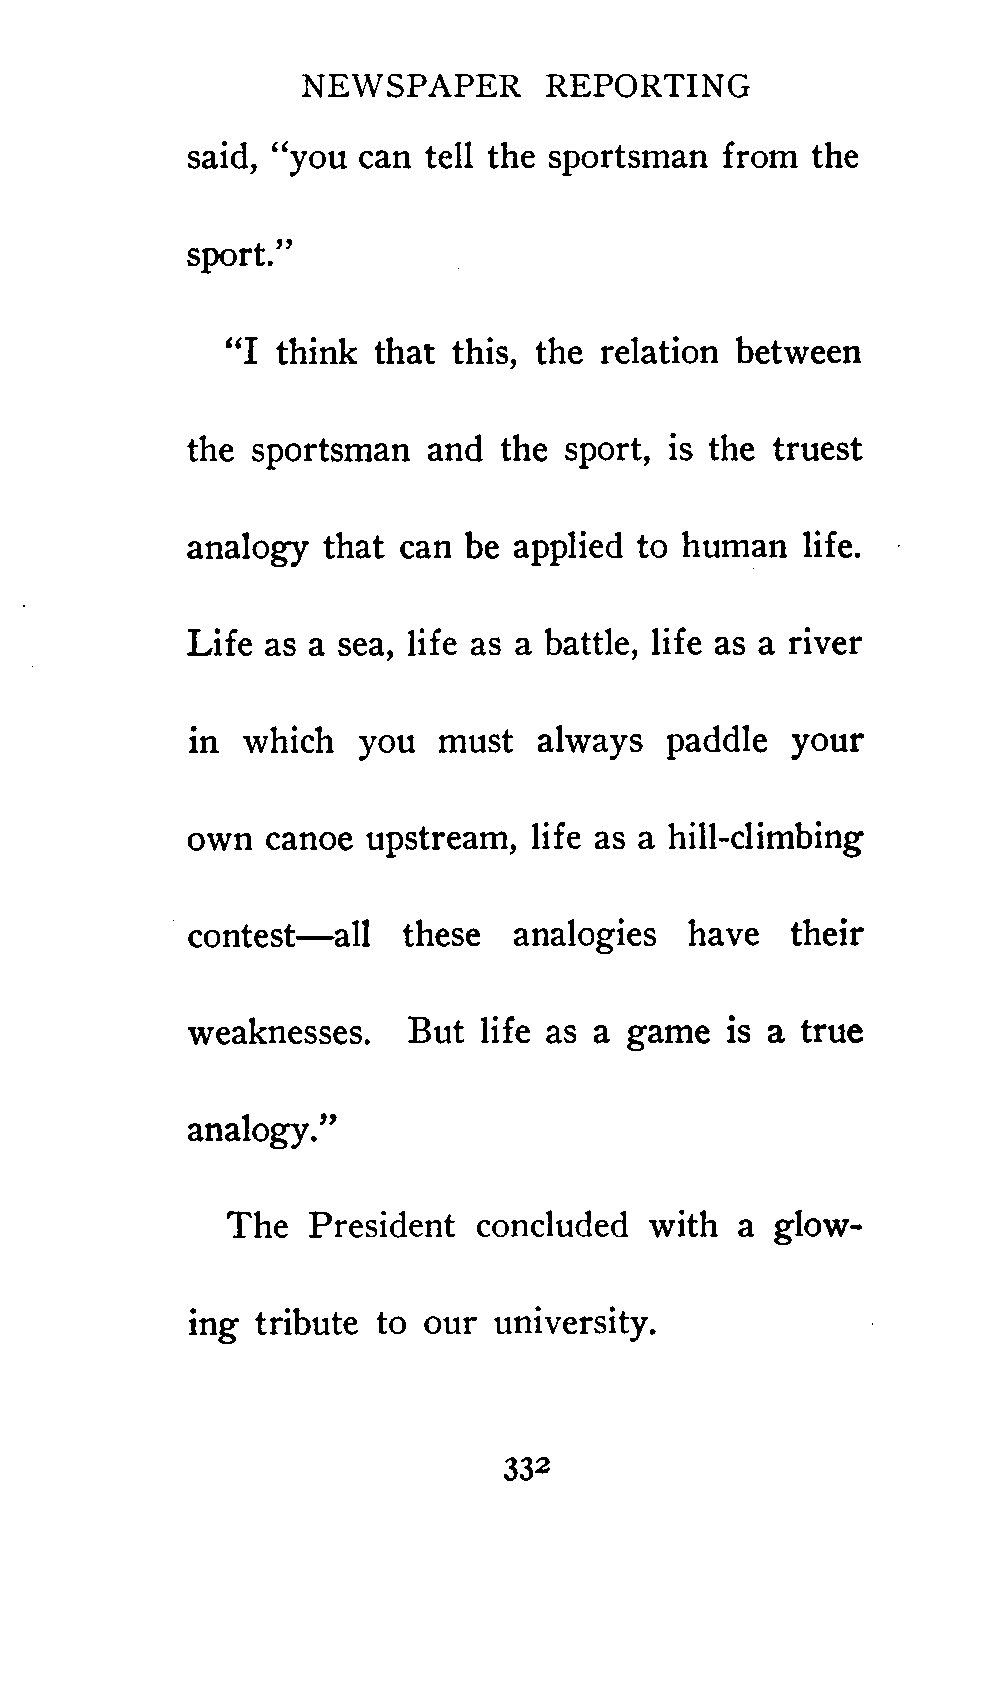 NEWSPAPER REPORTING
said, “you can tell the sportsman from the
sport.”
“I think that this, the relation between
the sportsman and the sport, is the truest
analogy that can be applied to human life.
Life as a sea, life as a battle, life as a river
in which you must always paddle your
own canoe upstream, life as a hill-climbing
contest—all these analogies have their
weaknesses. But life as a game is a true
analogy.”
The President concluded with a glow-
ing tribute to our university.
332